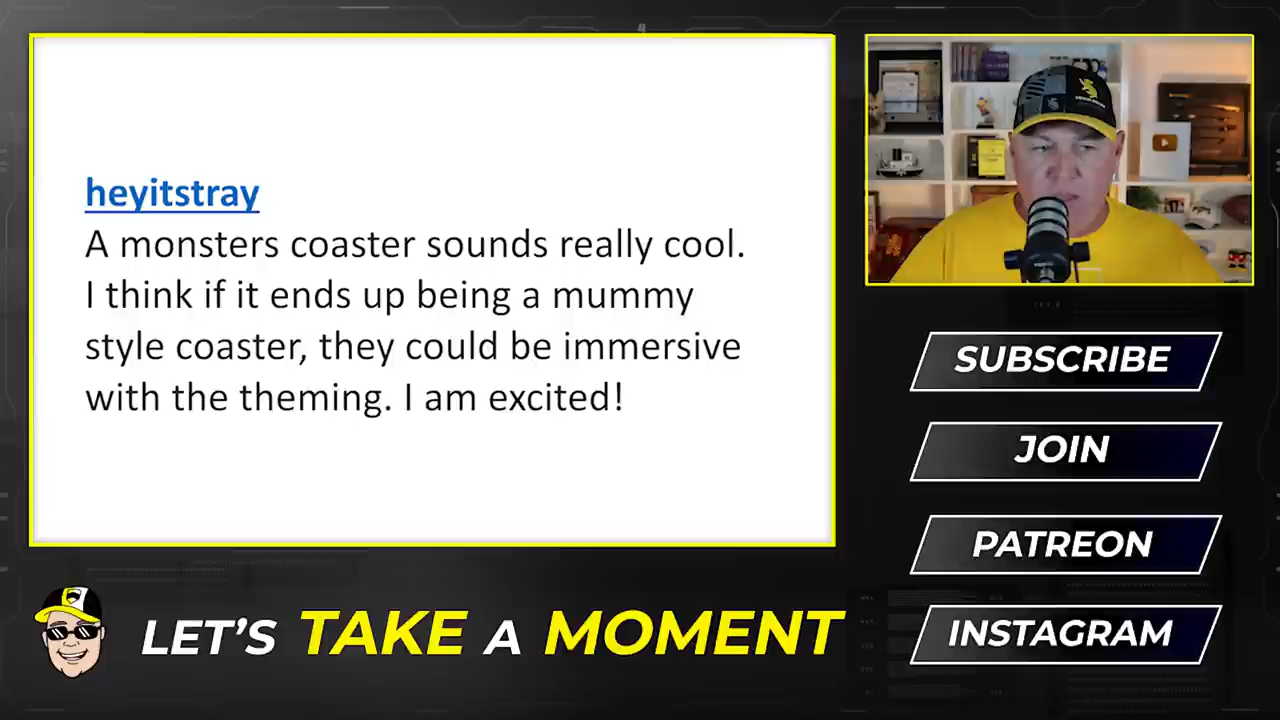 heyitstray
A monsters coaster sounds really cool.
I think if it ends up being a mummy
style coaster, they could be immersive
with the theming. I am excited!
SUBSCRIBE
JOIN
PATREON
INSTAGRAM
LET'S TAKE A MOMENT